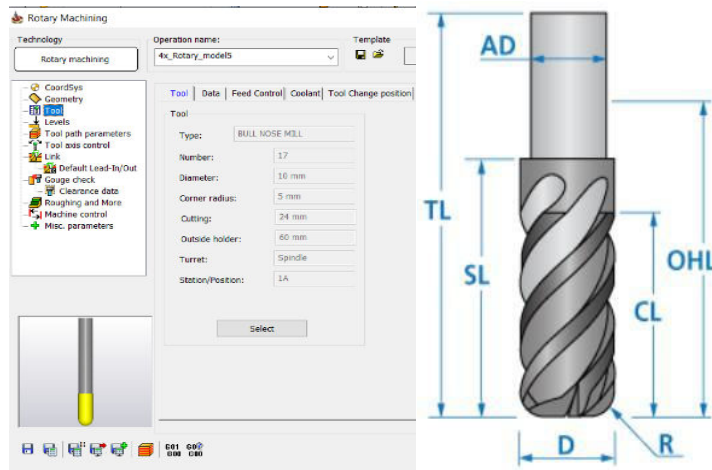 Rotary Machining
Technology
Operation name:
Template
Rotary machining
4x_Rotary_model5
CoordSys
Geometry
Tool
Levels
Tool path parameters
Tool axis control
Link
Default Lead-In/Out
Gouge check
Clearance data
Roughing and More
Machine control
Misc. parameters
Tool
Data
Feed Control
Coolant
Tool Change position
Tool
Type: BULL NOSE MILL
Number: 17
Diameter: 10 mm
Corner radius: 5 mm
Cutting: 24 mm
Outside holder: 60 mm
Turret: Spindle
Station/Position: 1A
Select
AD
TL
SL
CL
OHL
D
R